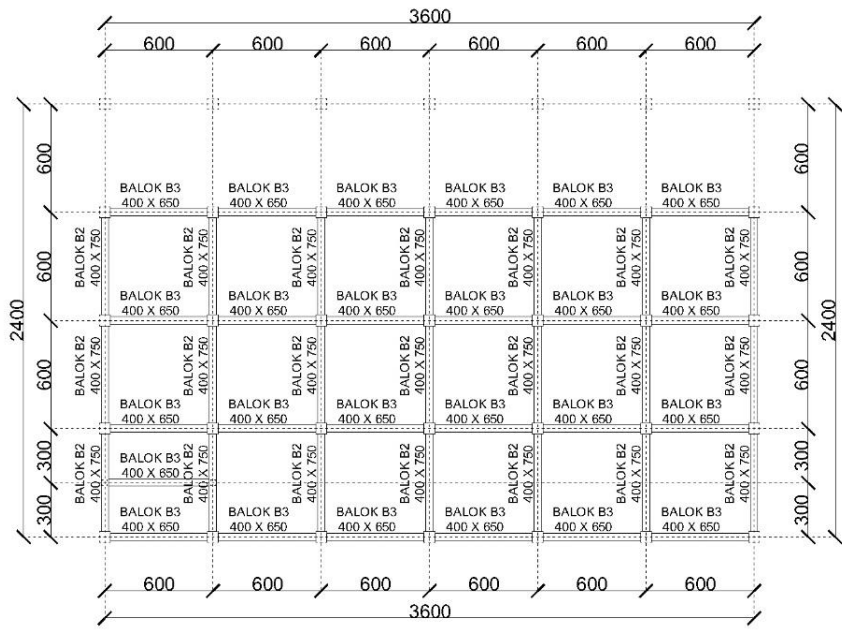 3600
600 600 600 600 600 600
600
600
BALOK B3 BALOK B3 BALOK B3 BALOK B3 BALOK B3 BALOK B3
400 X 650 400 X 650 400 X 650 400 X 650 400 X 650 400 X 650
BALOK B2 BALOK B2 BALOK B2 BALOK B2 BALOK B2 BALOK B2 BALOK B2
400 X 750 400 X 750 400 X 750 400 X 750 400 X 750 400 X 750 400 X 750
600
600
BALOK B3 BALOK B3 BALOK B3 BALOK B3 BALOK B3 BALOK B3
400 X 650 400 X 650 400 X 650 400 X 650 400 X 650 400 X 650
2400
2400
BALOK B2 BALOK B2 BALOK B2 BALOK B2 BALOK B2 BALOK B2 BALOK B2
400 X 750 400 X 750 400 X 750 400 X 750 400 X 750 400 X 750 400 X 750
600
600
BALOK B3 BALOK B3 BALOK B3 BALOK B3 BALOK B3 BALOK B3
400 X 650 400 X 650 400 X 650 400 X 650 400 X 650 400 X 650
BALOK B2 BALOK B2 BALOK B2 BALOK B2 BALOK B2 BALOK B2 BALOK B2
400 X 750 400 X 750 400 X 750 400 X 750 400 X 750 400 X 750 400 X 750
300
300
BALOK B3
400 X 650
300
300
BALOK B3 BALOK B3 BALOK B3 BALOK B3 BALOK B3 BALOK B3
400 X 650 400 X 650 400 X 650 400 X 650 400 X 650 400 X 650
600 600 600 600 600 600
3600